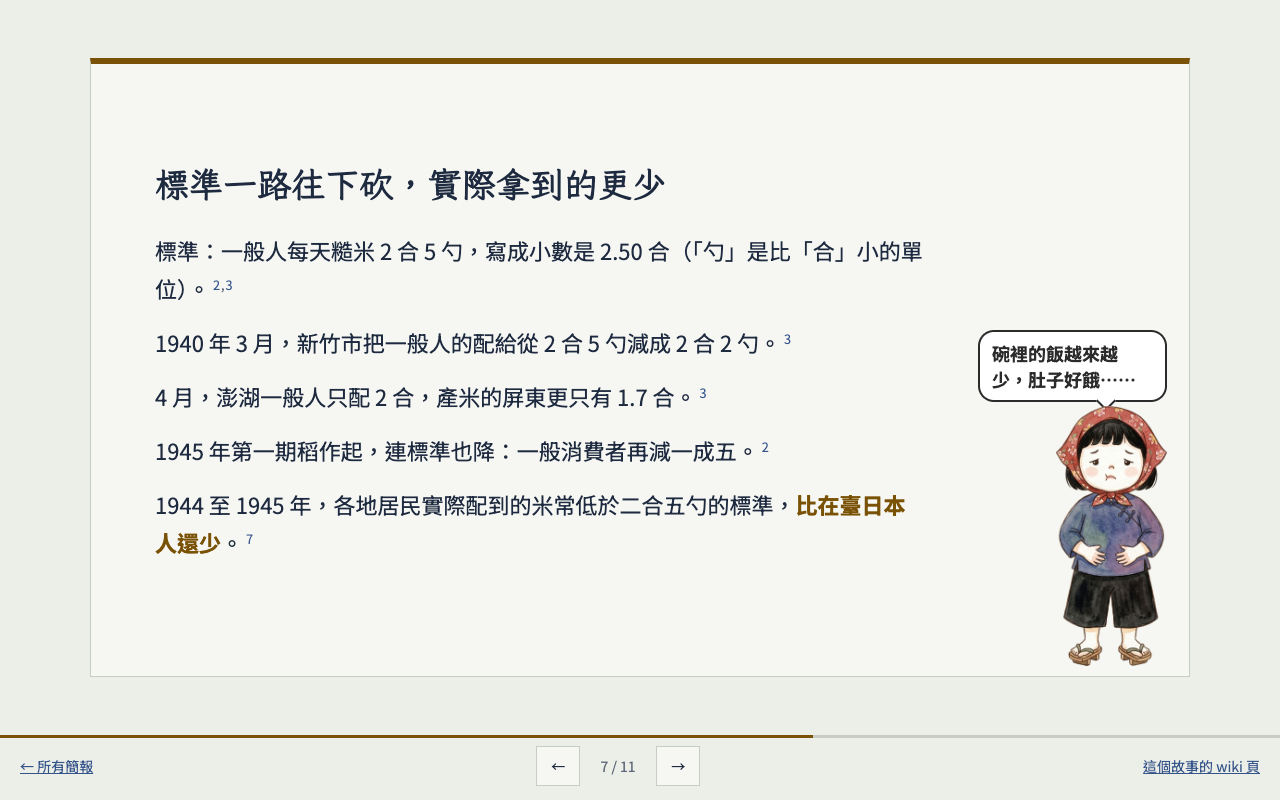 標準一路往下砍，實際拿到的更少
標準：一般人每天糙米 2 合 5 勺，寫成小數是 2.50 合（「勺」是比「合」小的單
位）。2,3
1940 年 3 月，新竹市把一般人的配給從 2 合 5 勺減成 2 合 2 勺。3
4 月，澎湖一般人只配 2 合，產米的屏東更只有 1.7 合。3
1945 年第一期稻作起，連標準也降：一般消費者再減一成五。2
1944 至 1945 年，各地居民實際配到的米常低於二合五勺的標準，比在臺日本
人還少。7
碗裡的飯越來越
少，肚子好餓⋯⋯
← 所有簡報
←
7 / 11
→
這個故事的 wiki 頁